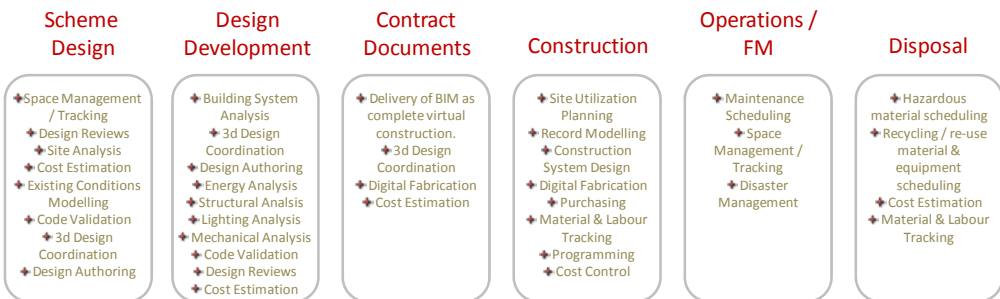 Scheme
Design
Space Management
/ Tracking
Design Reviews
Site Analysis
Cost Estimation
Existing Conditions
Modelling
Code Validation
3d Design
Coordination
Design Authoring
Design
Development
Building System
Analysis
3d Design
Coordination
Design Authoring
Energy Analysis
Structural Analsis
Lighting Analysis
Mechanical Analysis
Code Validation
Design Reviews
Cost Estimation
Contract
Documents
Delivery of BIM as
complete virtual
construction.
3d Design
Coordination
Digital Fabrication
Cost Estimation
Construction
Site Utilization
Planning
Record Modelling
Construction
System Design
Digital Fabrication
Purchasing
Material & Labour
Tracking
Programming
Cost Control
Operations /
FM
Maintenance
Scheduling
Space
Management /
Tracking
Disaster
Management
Disposal
Hazardous
material scheduling
Recycling / re-use
material &
equipment
scheduling
Cost Estimation
Material & Labour
Tracking